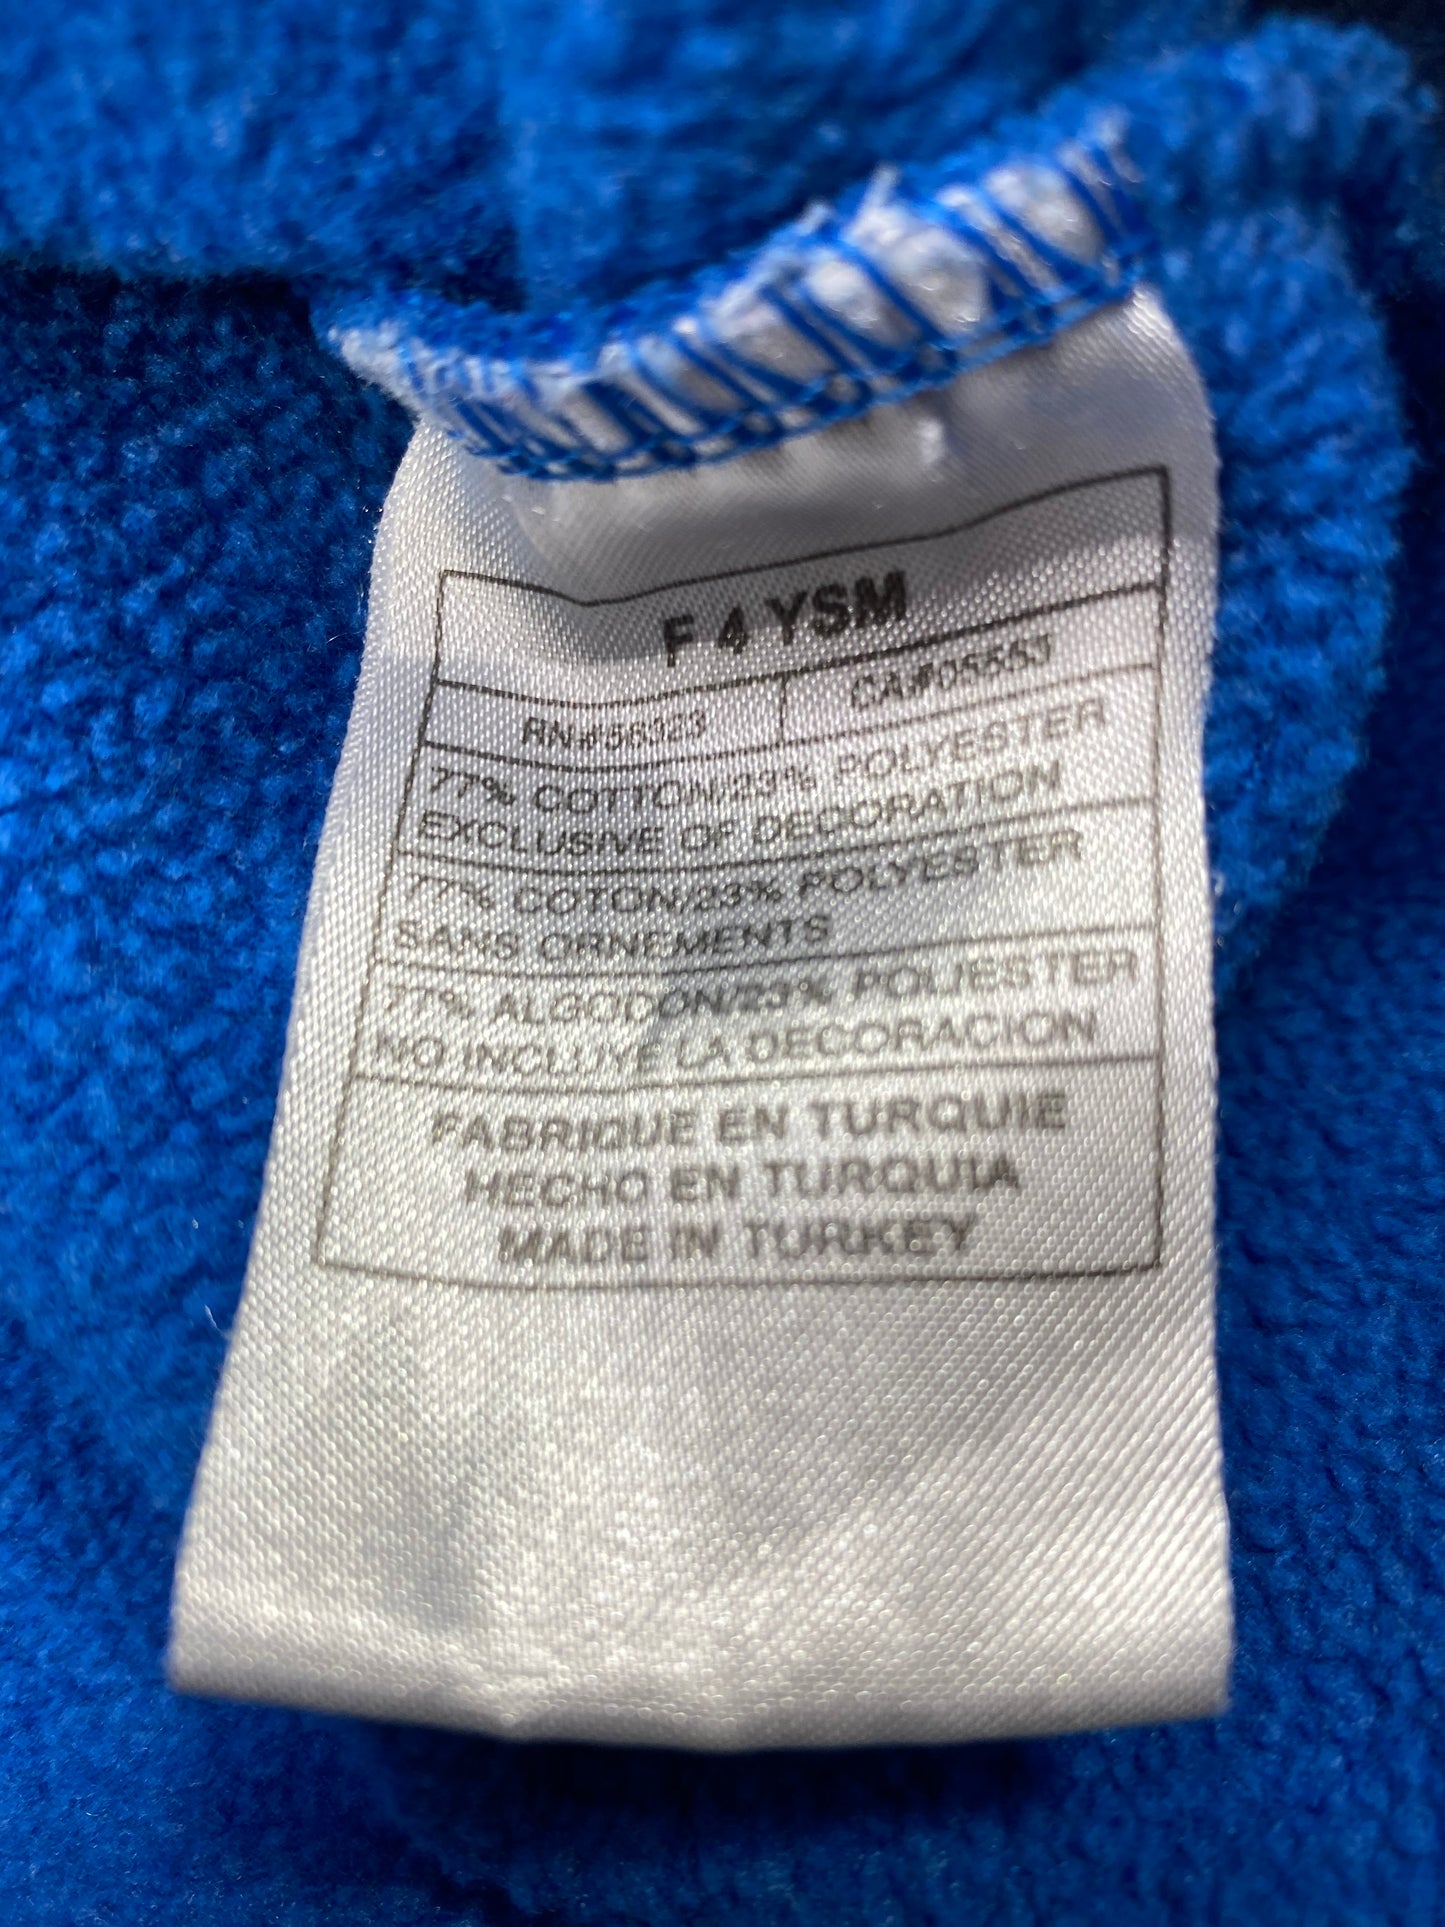 F 4 YSM
RN#56323 CA#05553
77% COTTON/23% POLYESTER
EXCLUSIVE OF DECORATION
77% COTON/23% POLYESTER
SANS ORNEMENTS
77% ALGODON/23% POLIESTER
NO INCLUYE LA DECORACION
FABRIQUE EN TURQUIE
HECHO EN TURQUIA
MADE IN TURKEY